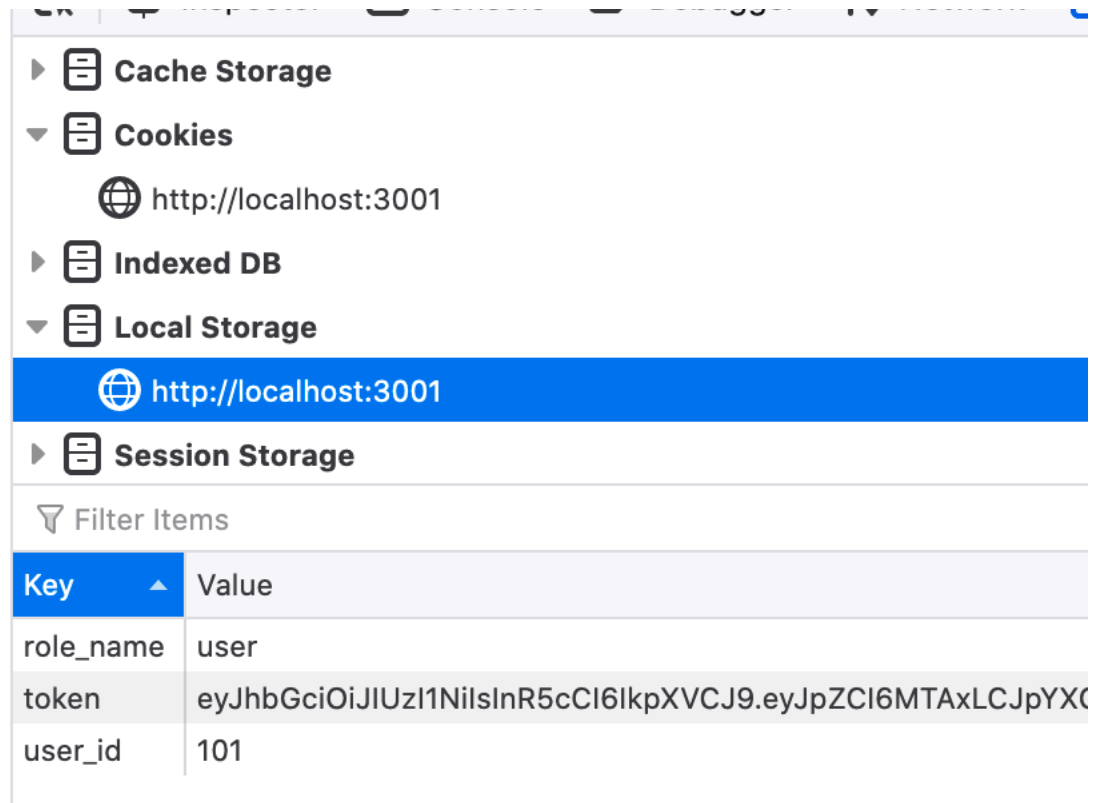 Cache Storage
Cookies
http://localhost:3001
Indexed DB
Local Storage
http://localhost:3001
Session Storage
Filter Items
Key Value
role_name user
token eyJhbGciOiJIUzI1NiIsInR5cCI6IkpXVCJ9.eyJpZCI6MTAxLCJpYX
user_id 101